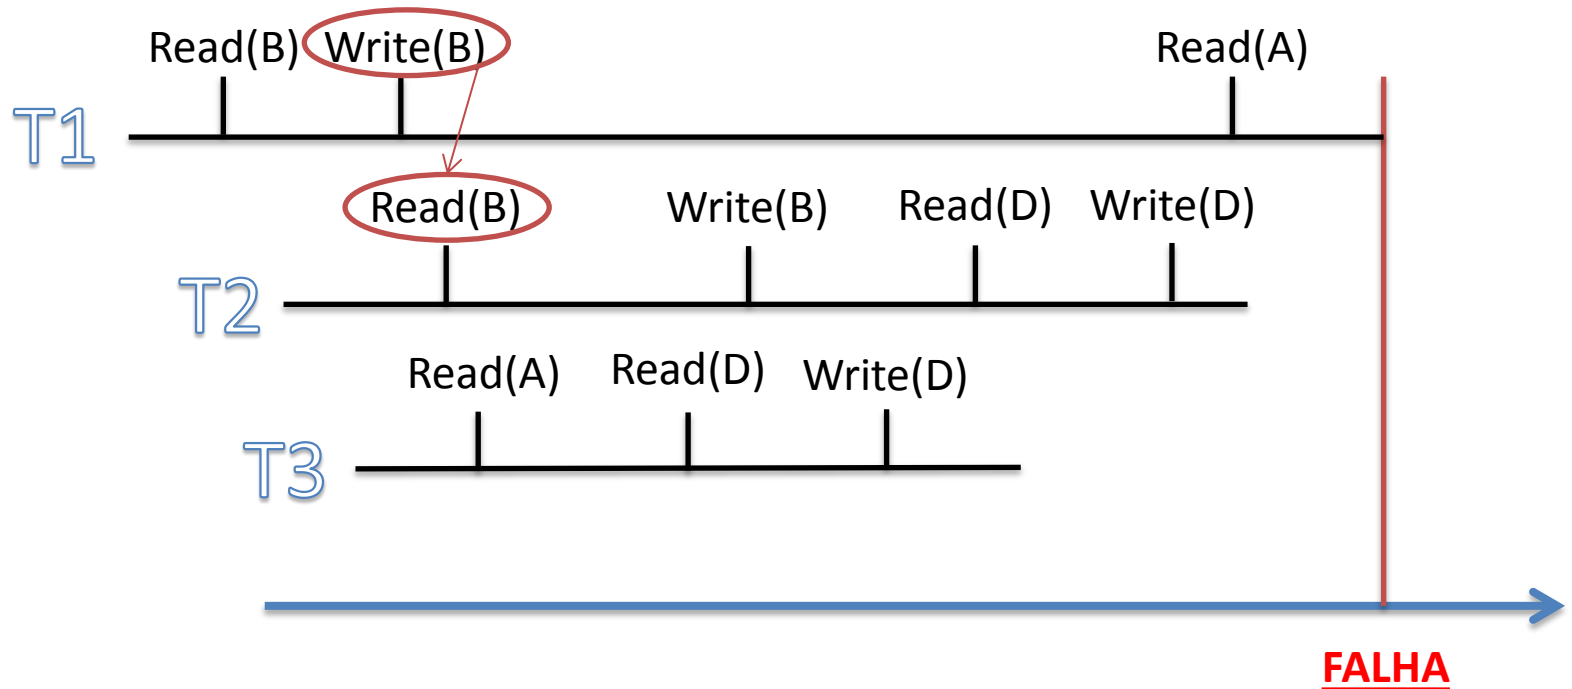 Read(B) Write(B) Read(A)
T1
Read(B) Write(B) Read(D) Write(D)
T2
Read(A) Read(D) Write(D)
T3
FALHA